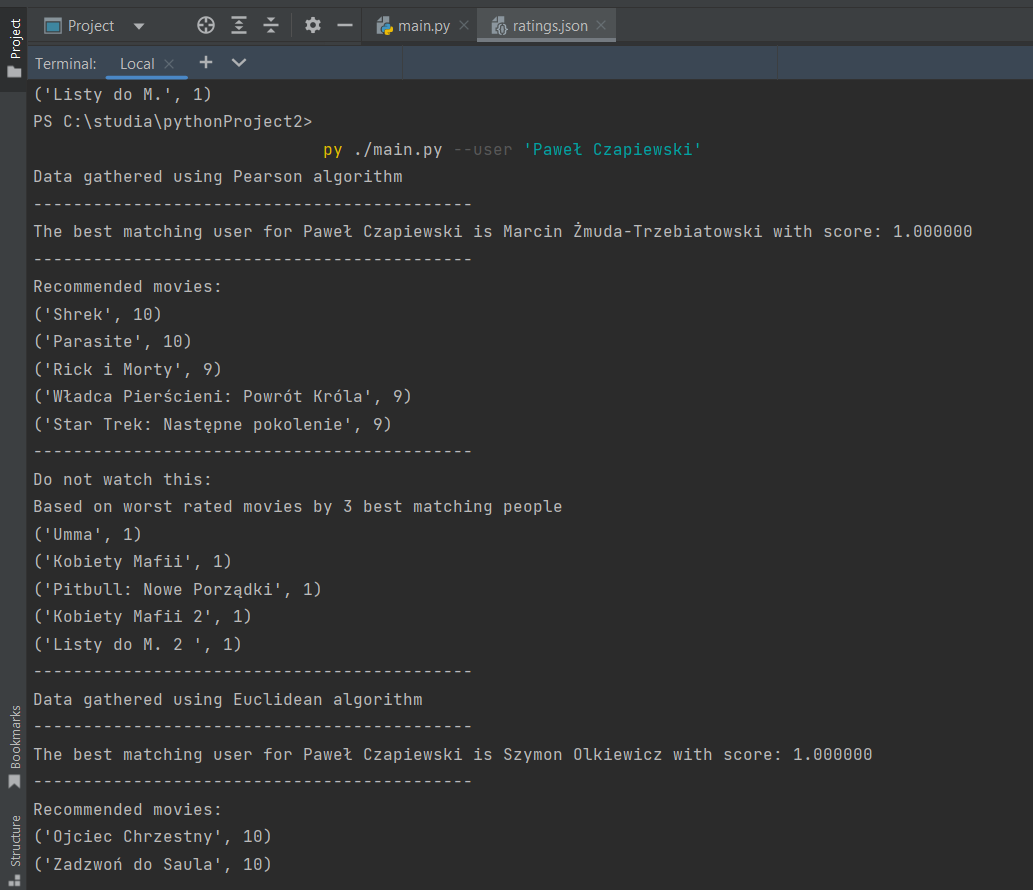 Project
main.py
ratings.json
Project
Terminal:
Local
('Listy do M.', 1)
PS C:\studia\pythonProject2>
py ./main.py --user 'Paweł Czapiewski'
Data gathered using Pearson algorithm
--------------------------------------------
The best matching user for Paweł Czapiewski is Marcin Żmuda-Trzebiatowski with score: 1.000000
--------------------------------------------
Recommended movies:
('Shrek', 10)
('Parasite', 10)
('Rick i Morty', 9)
('Władca Pierścieni: Powrót Króla', 9)
('Star Trek: Następne pokolenie', 9)
--------------------------------------------
Do not watch this:
Based on worst rated movies by 3 best matching people
('Umma', 1)
('Kobiety Mafii', 1)
('Pitbull: Nowe Porządki', 1)
('Kobiety Mafii 2', 1)
('Listy do M. 2 ', 1)
--------------------------------------------
Data gathered using Euclidean algorithm
--------------------------------------------
The best matching user for Paweł Czapiewski is Szymon Olkiewicz with score: 1.000000
--------------------------------------------
Recommended movies:
('Ojciec Chrzestny', 10)
('Zadzwoń do Saula', 10)
Bookmarks
Structure